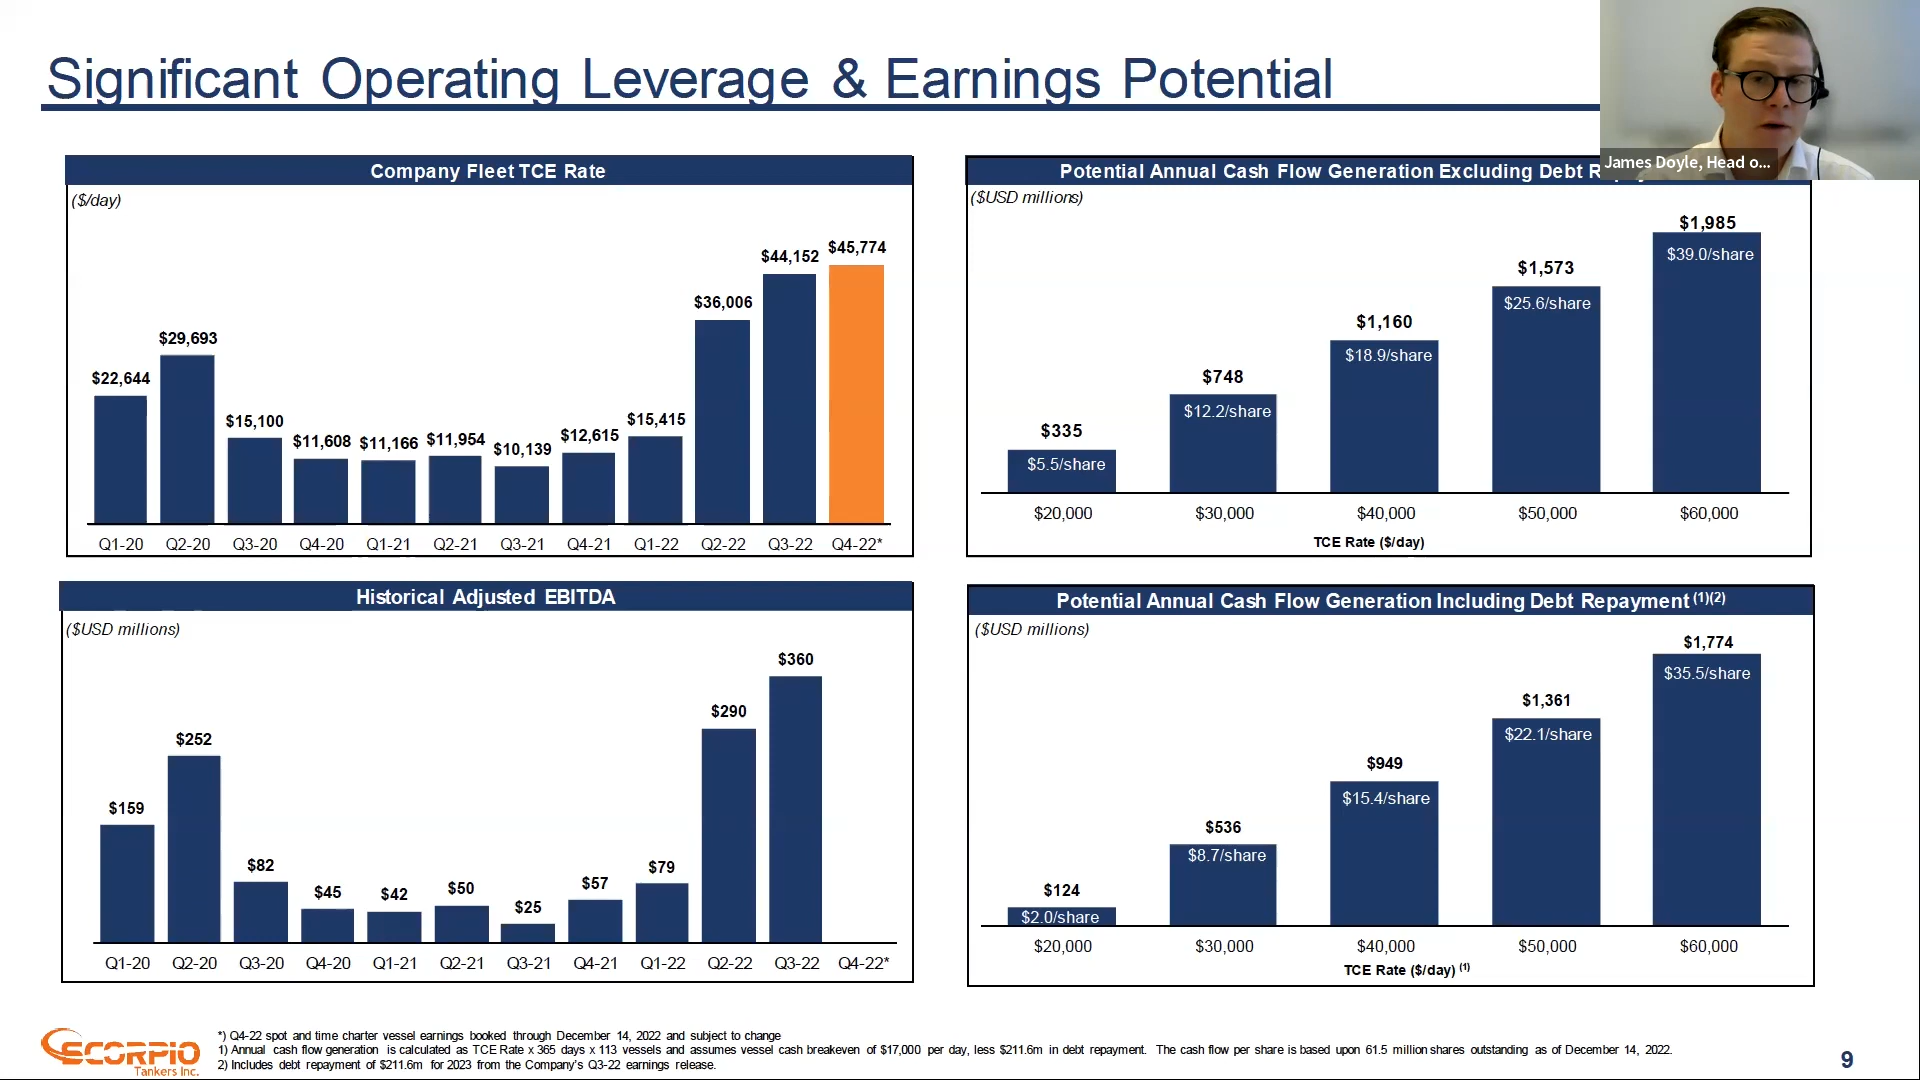 Significant Operating Leverage & Earnings Potential
James Doyle, Head o...
Company Fleet TCE Rate
($/day)
$22,644
$29,693
$15,100
$11,608
$11,166
$11,954
$10,139
$12,615
$15,415
$36,006
$44,152
$45,774
Q1-20 Q2-20 Q3-20 Q4-20 Q1-21 Q2-21 Q3-21 Q4-21 Q1-22 Q2-22 Q3-22 Q4-22*
Potential Annual Cash Flow Generation Excluding Debt
($USD millions)
$335
$5.5/share
$748
$12.2/share
$1,160
$18.9/share
$1,573
$25.6/share
$1,985
$39.0/share
$20,000 $30,000 $40,000 $50,000 $60,000
TCE Rate ($/day)
Historical Adjusted EBITDA
($USD millions)
$159
$252
$82
$45
$42
$50
$25
$57
$79
$290
$360
Q1-20 Q2-20 Q3-20 Q4-20 Q1-21 Q2-21 Q3-21 Q4-21 Q1-22 Q2-22 Q3-22 Q4-22*
Potential Annual Cash Flow Generation Including Debt Repayment (1)(2)
($USD millions)
$124
$2.0/share
$536
$8.7/share
$949
$15.4/share
$1,361
$22.1/share
$1,774
$35.5/share
$20,000 $30,000 $40,000 $50,000 $60,000
TCE Rate ($/day) (1)
SCORPIO
Tankers Inc.
*) Q4-22 spot and time charter vessel earnings booked through December 14, 2022 and subject to change
1) Annual cash flow generation is calculated as TCE Rate x 365 days x 113 vessels and assumes vessel cash breakeven of $17,000 per day, less $211.6m in debt repayment. The cash flow per share is based upon 61.5 million shares outstanding as of December 14, 2022.
2) Includes debt repayment of $211.6m for 2023 from the Company's Q3-22 earnings release.
9